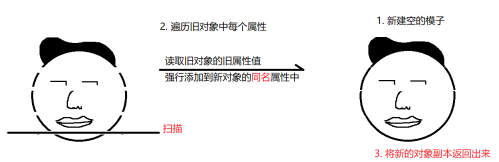 2. 遍历旧对象中每个属性
1. 新建空的模子
读取旧对象的旧属性值
强行添加到新对象的同名属性中
扫描
3. 将新的对象副本返回出来